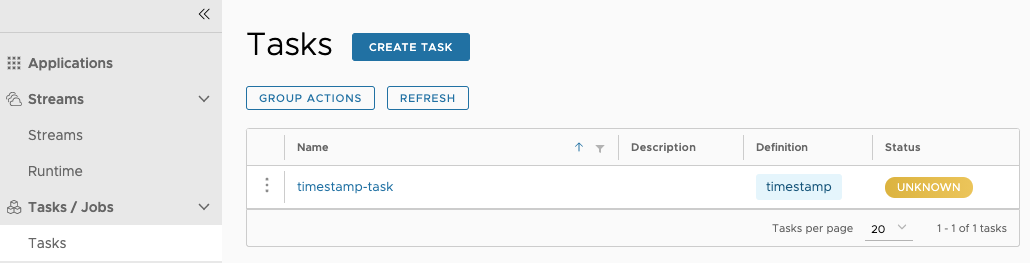 Applications
Streams
Streams
Runtime
Tasks / Jobs
Tasks
Tasks CREATE TASK
GROUP ACTIONS REFRESH
Name Description Definition Status
timestamp-task timestamp UNKNOWN
Tasks per page 20 1 - 1 of 1 tasks